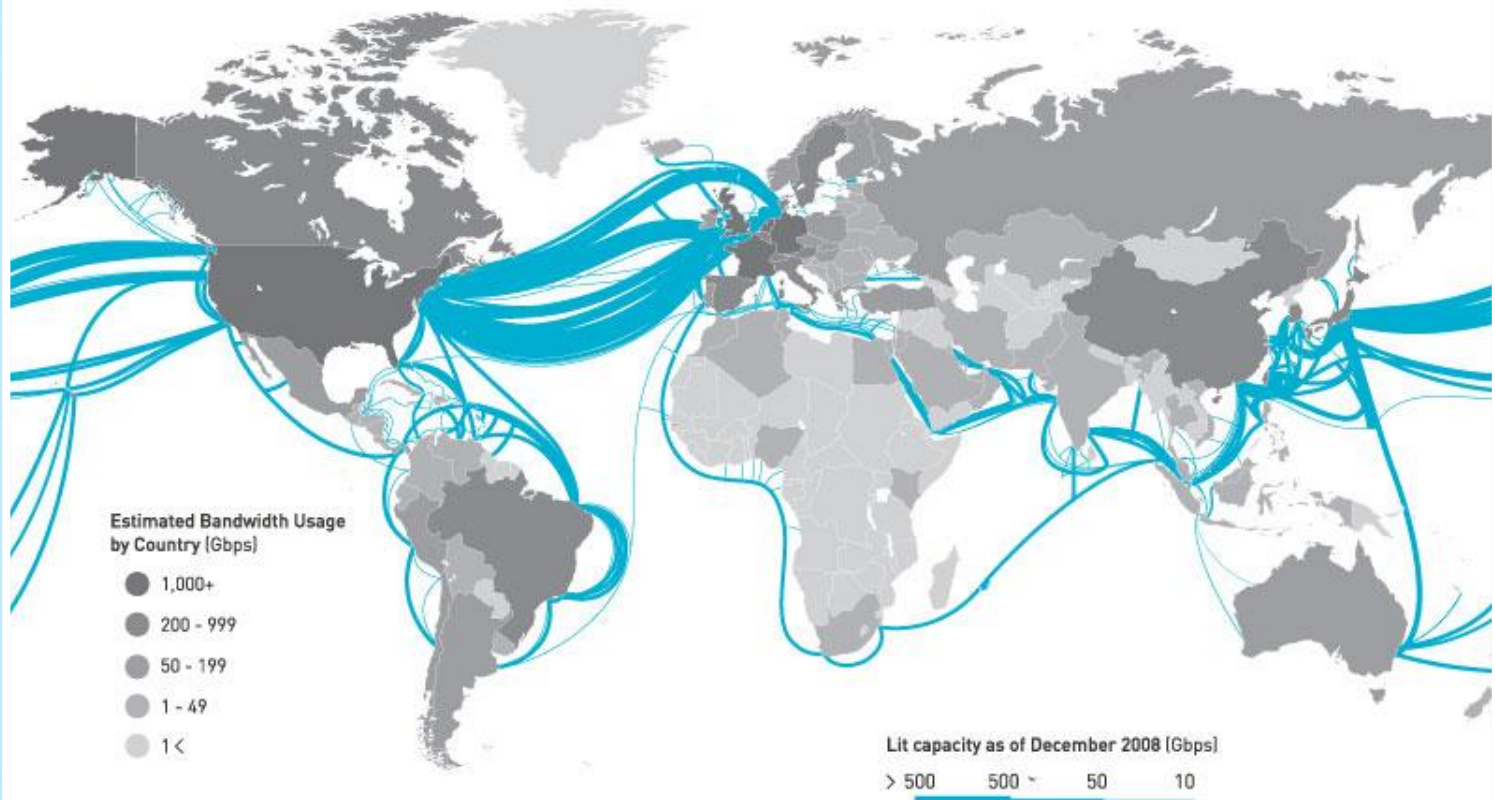 Estimated Bandwidth Usage
by Country (Gbps)
1,000+
200 - 999
50 - 199
1 - 49
1 <
Lit capacity as of December 2008 (Gbps)
> 500 500 50 10